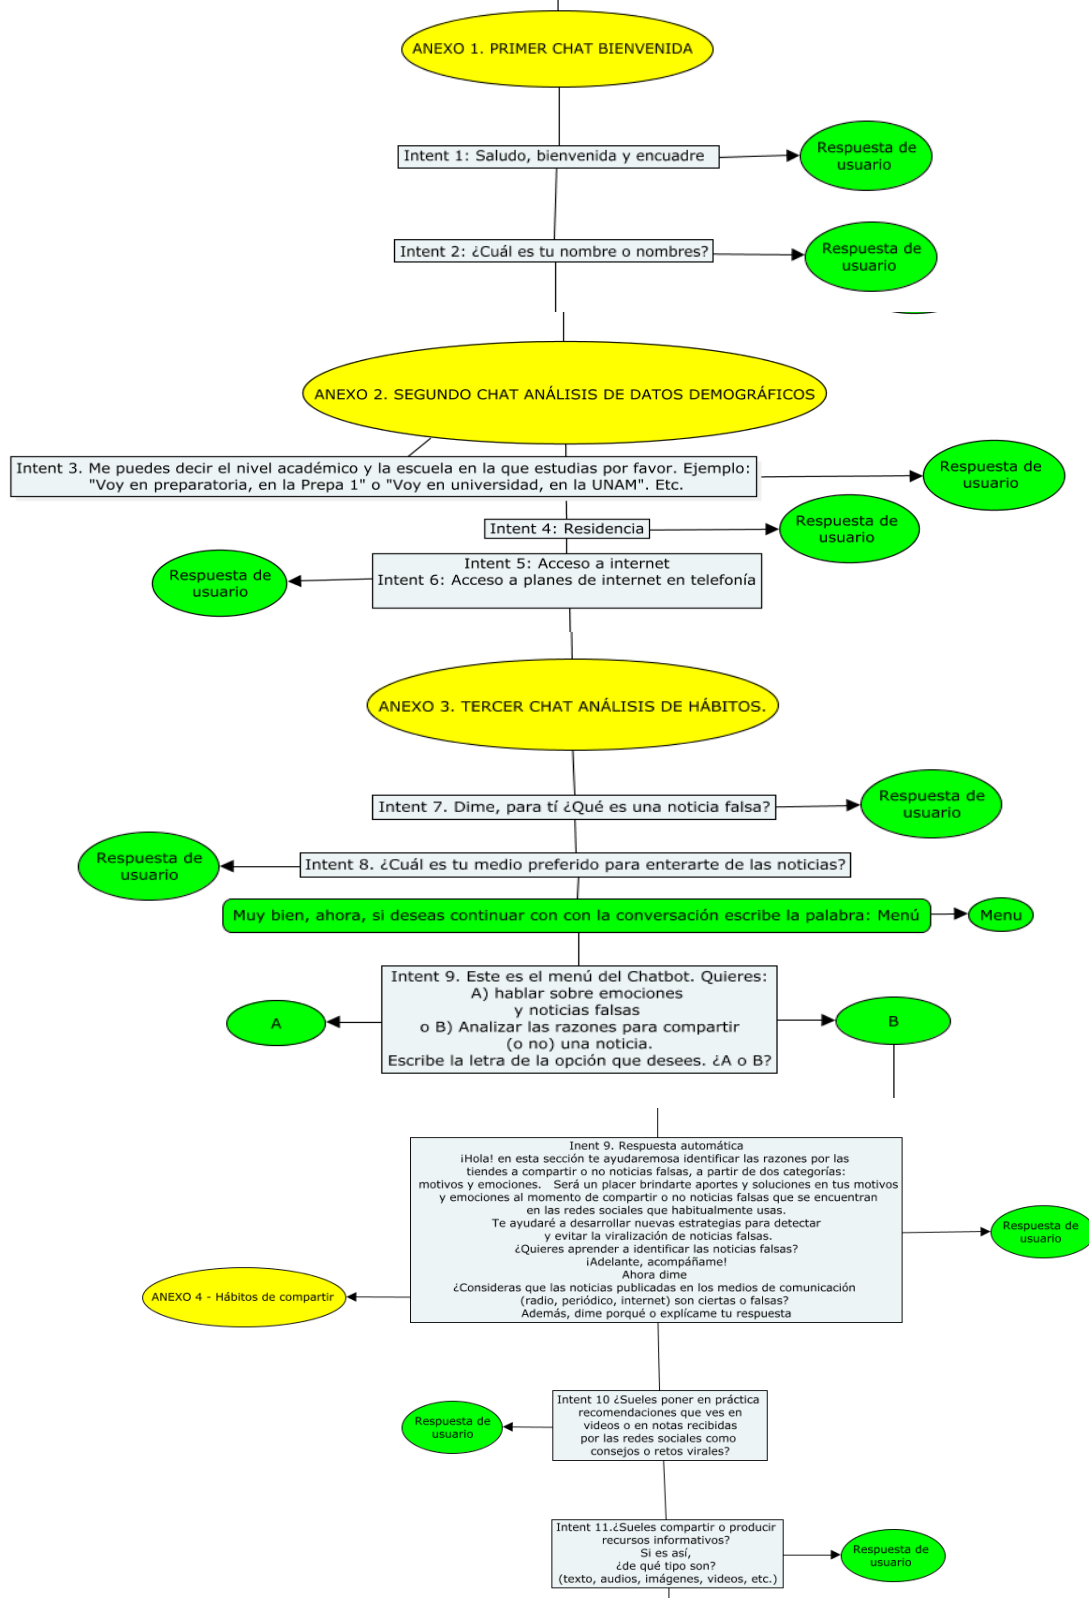 ANEXO 1. PRIMER CHAT BIENVENIDA
Intent 1: Saludo, bienvenida y encuadre
Respuesta de
usuario
Intent 2: ¿Cuál es tu nombre o nombres?
Respuesta de
usuario
ANEXO 2. SEGUNDO CHAT ANÁLISIS DE DATOS DEMOGRÁFICOS
Intent 3. Me puedes decir el nivel académico y la escuela en la que estudias por favor. Ejemplo:
"Voy en preparatoria, en la Prepa 1" o "Voy en universidad, en la UNAM". Etc.
Respuesta de
usuario
Intent 4: Residencia
Respuesta de
usuario
Intent 5: Acceso a internet
Intent 6: Acceso a planes de internet en telefonía
Respuesta de
usuario
ANEXO 3. TERCER CHAT ANÁLISIS DE HÁBITOS.
Intent 7. Dime, para tí ¿Qué es una noticia falsa?
Respuesta de
usuario
Intent 8. ¿Cuál es tu medio preferido para enterarte de las noticias?
Respuesta de
usuario
Muy bien, ahora, si deseas continuar con con la conversación escribe la palabra: Menú
Menu
Intent 9. Este es el menú del Chatbot. Quieres:
A) hablar sobre emociones
y noticias falsas
o B) Analizar las razones para compartir
(o no) una noticia.
Escribe la letra de la opción que desees. ¿A o B?
A
B
Inent 9. Respuesta automática
¡Hola! en esta sección te ayudaremosa identificar las razones por las
tiendes a compartir o no noticias falsas, a partir de dos categorías:
motivos y emociones. Será un placer brindarte aportes y soluciones en tus motivos
y emociones al momento de compartir o no noticias falsas que se encuentran
en las redes sociales que habitualmente usas.
Te ayudaré a desarrollar nuevas estrategias para detectar
y evitar la viralización de noticias falsas.
¿Quieres aprender a identificar las noticias falsas?
¡Adelante, acompáñame!
Ahora dime
¿Consideras que las noticias publicadas en los medios de comunicación
(radio, periódico, internet) son ciertas o falsas?
Además, dime porqué o explícame tu respuesta
Respuesta de
usuario
ANEXO 4 - Hábitos de compartir
Intent 10 ¿Sueles poner en práctica
recomendaciones que ves en
videos o en notas recibidas
por las redes sociales como
consejos o retos virales?
Respuesta de
usuario
Intent 11.¿Sueles compartir o producir
recursos informativos?
Si es así,
¿de qué tipo son?
(texto, audios, imágenes, videos, etc.)
Respuesta de
usuario